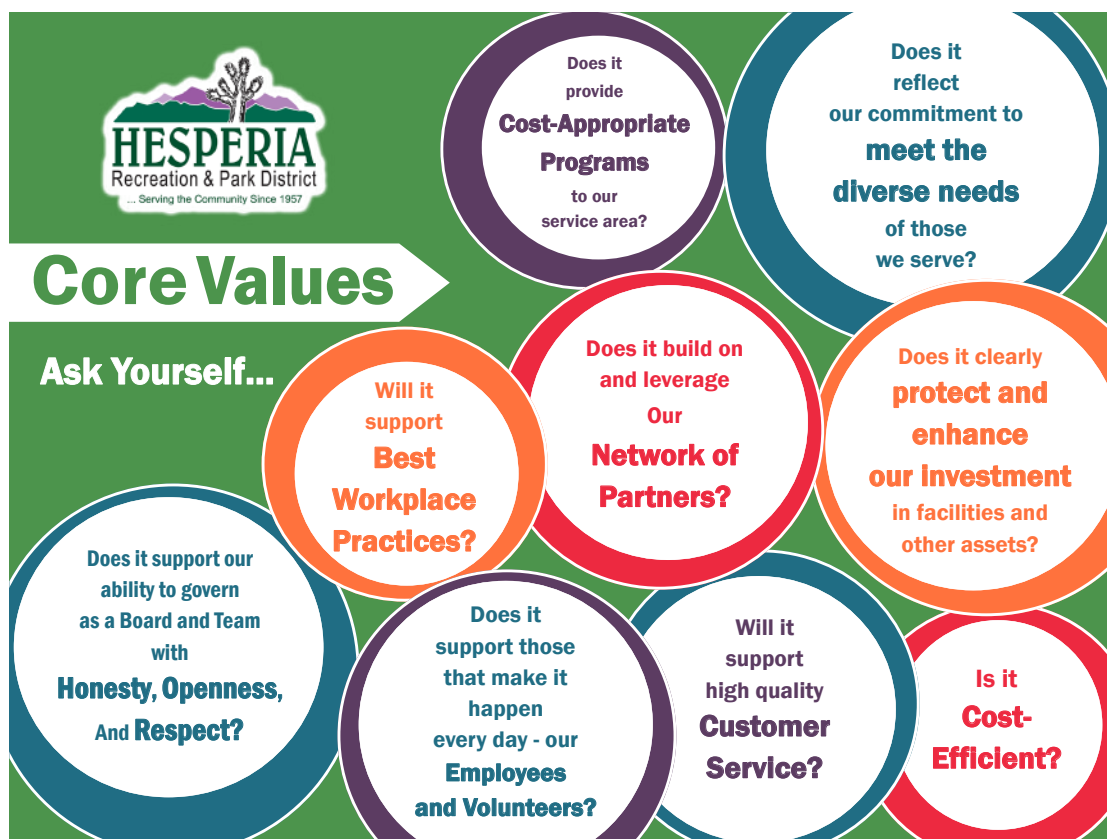 HESPERIA
Recreation & Park District
... Serving the Community Since 1957
Core Values
Ask Yourself...
Does it
provide
Cost-Appropriate
Programs
to our
service area?
Does it
reflect
our commitment to
meet the
diverse needs
of those
we serve?
Will it
support
Best
Workplace
Practices?
Does it build on
and leverage
Our
Network of
Partners?
Does it clearly
protect and
enhance
our investment
in facilities and
other assets?
Does it support our
ability to govern
as a Board and Team
with
Honesty, Openness,
And Respect?
Does it
support those
that make it
happen
every day - our
Employees
and Volunteers?
Will it
support
high quality
Customer
Service?
Is it
Cost-
Efficient?